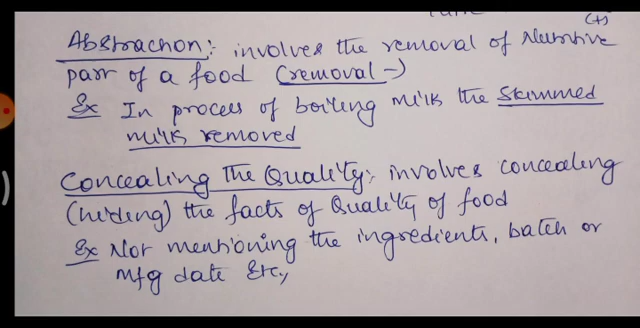 (+)
Abstraction: involves the removal of Nutritive
part of a food (removal -)
Ex In process of boiling milk the Skimmed
milk removed
Concealing the Quality: involves concealing
(hiding) the facts of Quality of food
Ex Not mentioning the ingredients, batch or
Mfg date Etc,